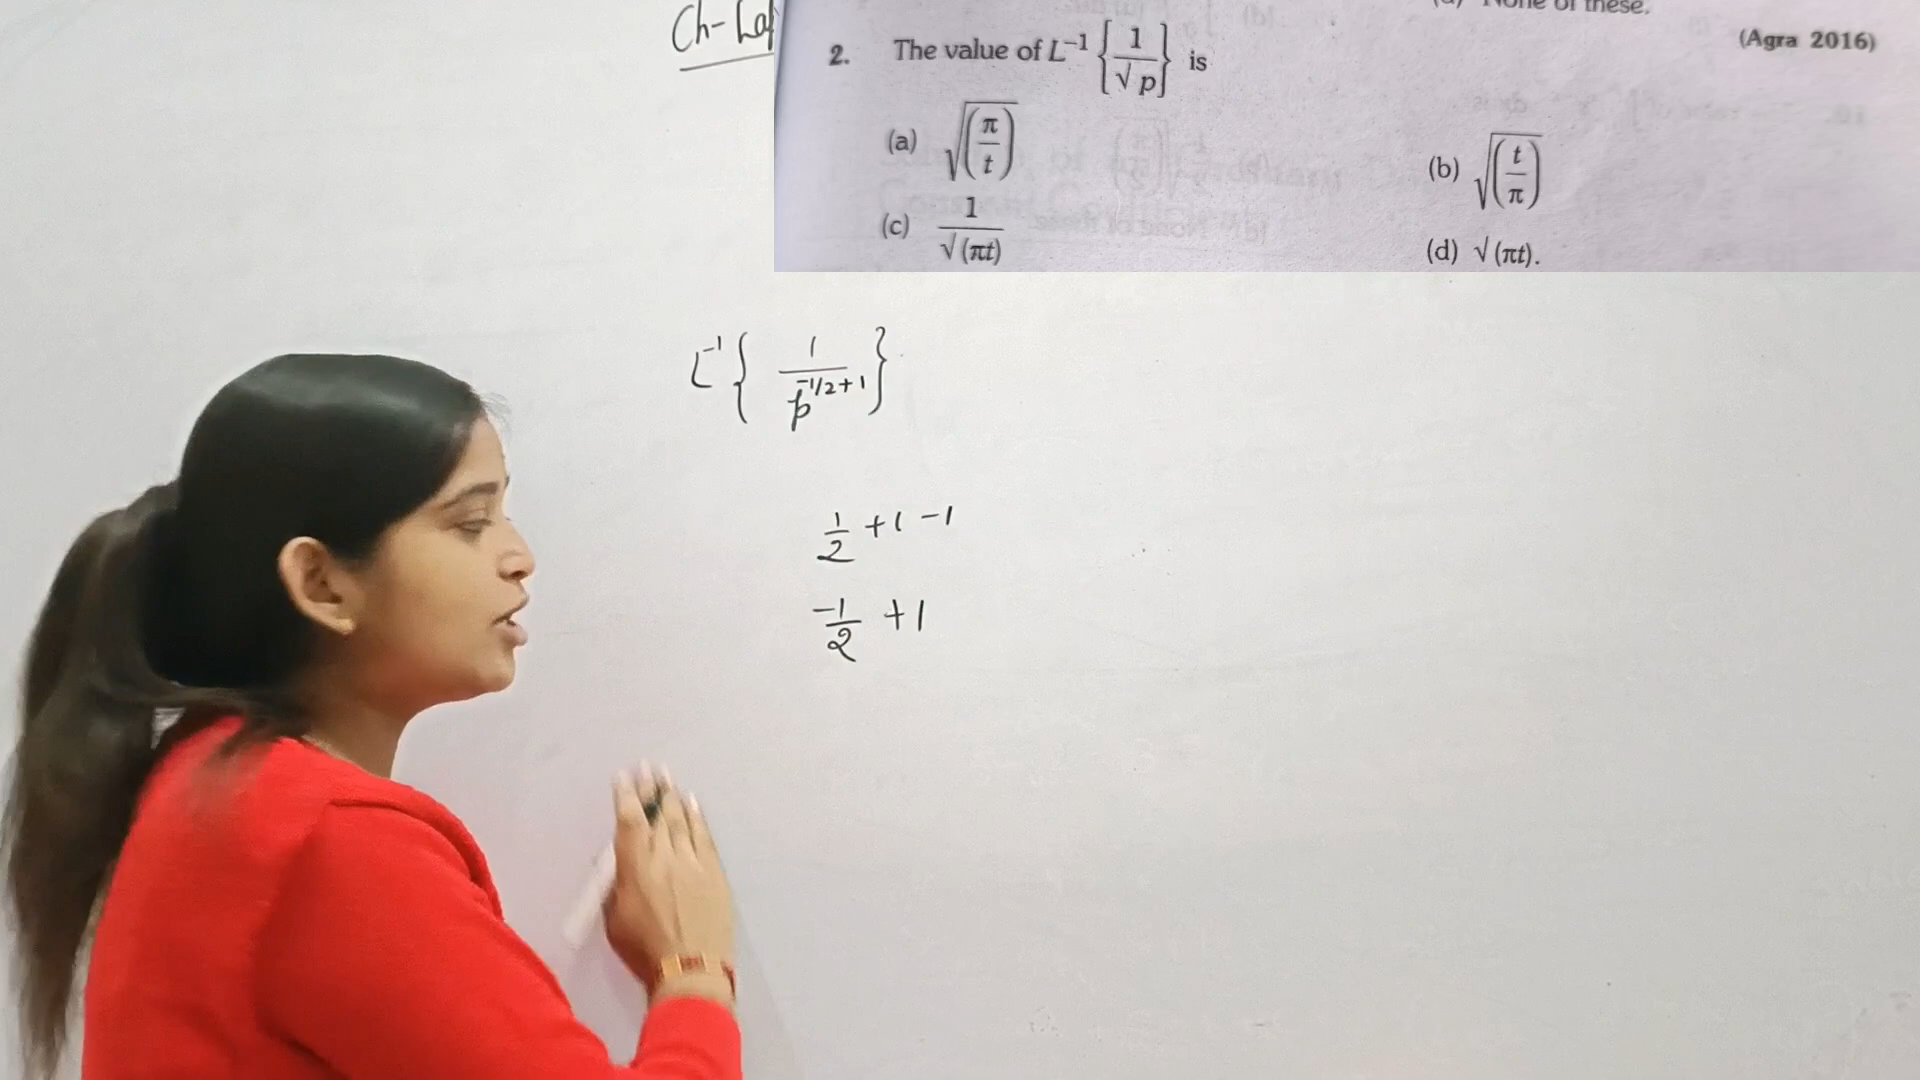 Ch- Lap
(d) None of these.
(Agra 2016)
2. The value of L⁻¹ {1/√p} is
(a) √(π/t)
(b) √(t/π)
(c) 1/√(πt)
(d) √(πt).
L⁻¹ { 1/p^(-1/2+1) }
1/2 +1 -1
-1/2 +1